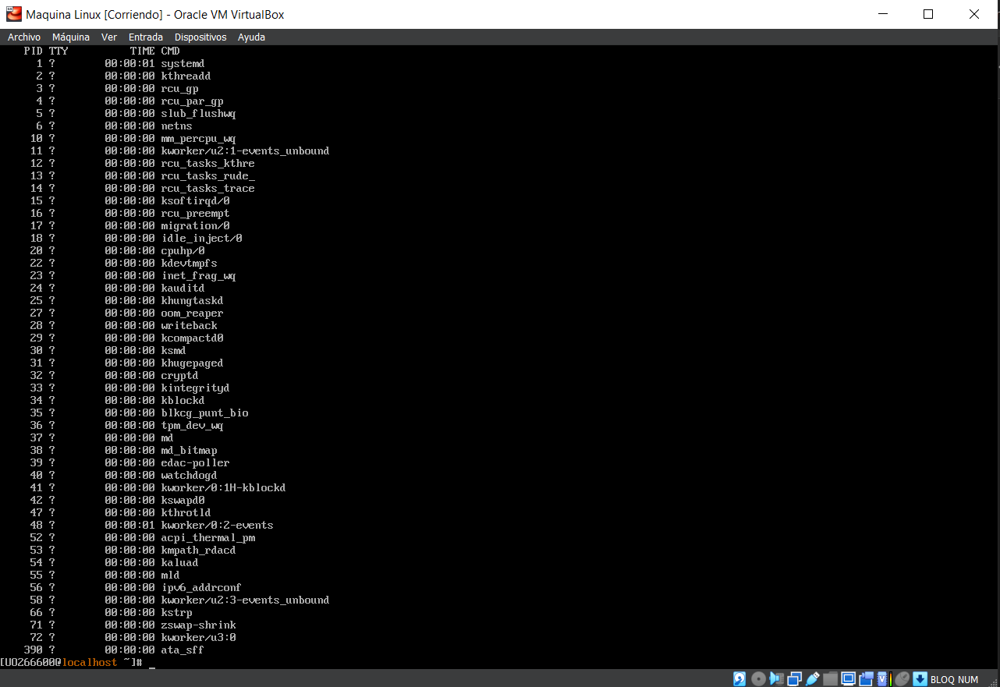 Maquina Linux [Corriendo] - Oracle VM VirtualBox
Archivo Máquina Ver Entrada Dispositivos Ayuda
PID TTY TIME CMD
1 ? 00:00:01 systemd
2 ? 00:00:00 kthreadd
3 ? 00:00:00 rcu_gp
4 ? 00:00:00 rcu_par_gp
5 ? 00:00:00 slub_flushwq
6 ? 00:00:00 netns
10 ? 00:00:00 mm_percpu_wq
11 ? 00:00:00 kworker/u2:1-events_unbound
12 ? 00:00:00 rcu_tasks_kthre
13 ? 00:00:00 rcu_tasks_rude_
14 ? 00:00:00 rcu_tasks_trace
15 ? 00:00:00 ksoftirqd/0
16 ? 00:00:00 rcu_preempt
17 ? 00:00:00 migration/0
18 ? 00:00:00 idle_inject/0
20 ? 00:00:00 cpuhp/0
22 ? 00:00:00 kdevtmpfs
23 ? 00:00:00 inet_frag_wq
24 ? 00:00:00 kauditd
25 ? 00:00:00 khungtaskd
27 ? 00:00:00 oom_reaper
28 ? 00:00:00 writeback
29 ? 00:00:00 kcompactd0
30 ? 00:00:00 ksmd
31 ? 00:00:00 khugepaged
32 ? 00:00:00 cryptd
33 ? 00:00:00 kintegrityd
34 ? 00:00:00 kblockd
35 ? 00:00:00 blkcg_punt_bio
36 ? 00:00:00 tpm_dev_wq
37 ? 00:00:00 md
38 ? 00:00:00 md_bitmap
39 ? 00:00:00 edac-poller
40 ? 00:00:00 watchdogd
41 ? 00:00:00 kworker/0:1H-kblockd
42 ? 00:00:00 kswapd0
47 ? 00:00:00 kthrotld
48 ? 00:00:01 kworker/0:2-events
52 ? 00:00:00 acpi_thermal_pm
53 ? 00:00:00 kmpath_rdacd
54 ? 00:00:00 kaluad
55 ? 00:00:00 mld
56 ? 00:00:00 ipv6_addrconf
58 ? 00:00:00 kworker/u2:3-events_unbound
66 ? 00:00:00 kstrp
71 ? 00:00:00 zswap-shrink
72 ? 00:00:00 kworker/u3:0
390 ? 00:00:00 ata_sff
[UO266600@localhost ~]# _
BLOQ NUM